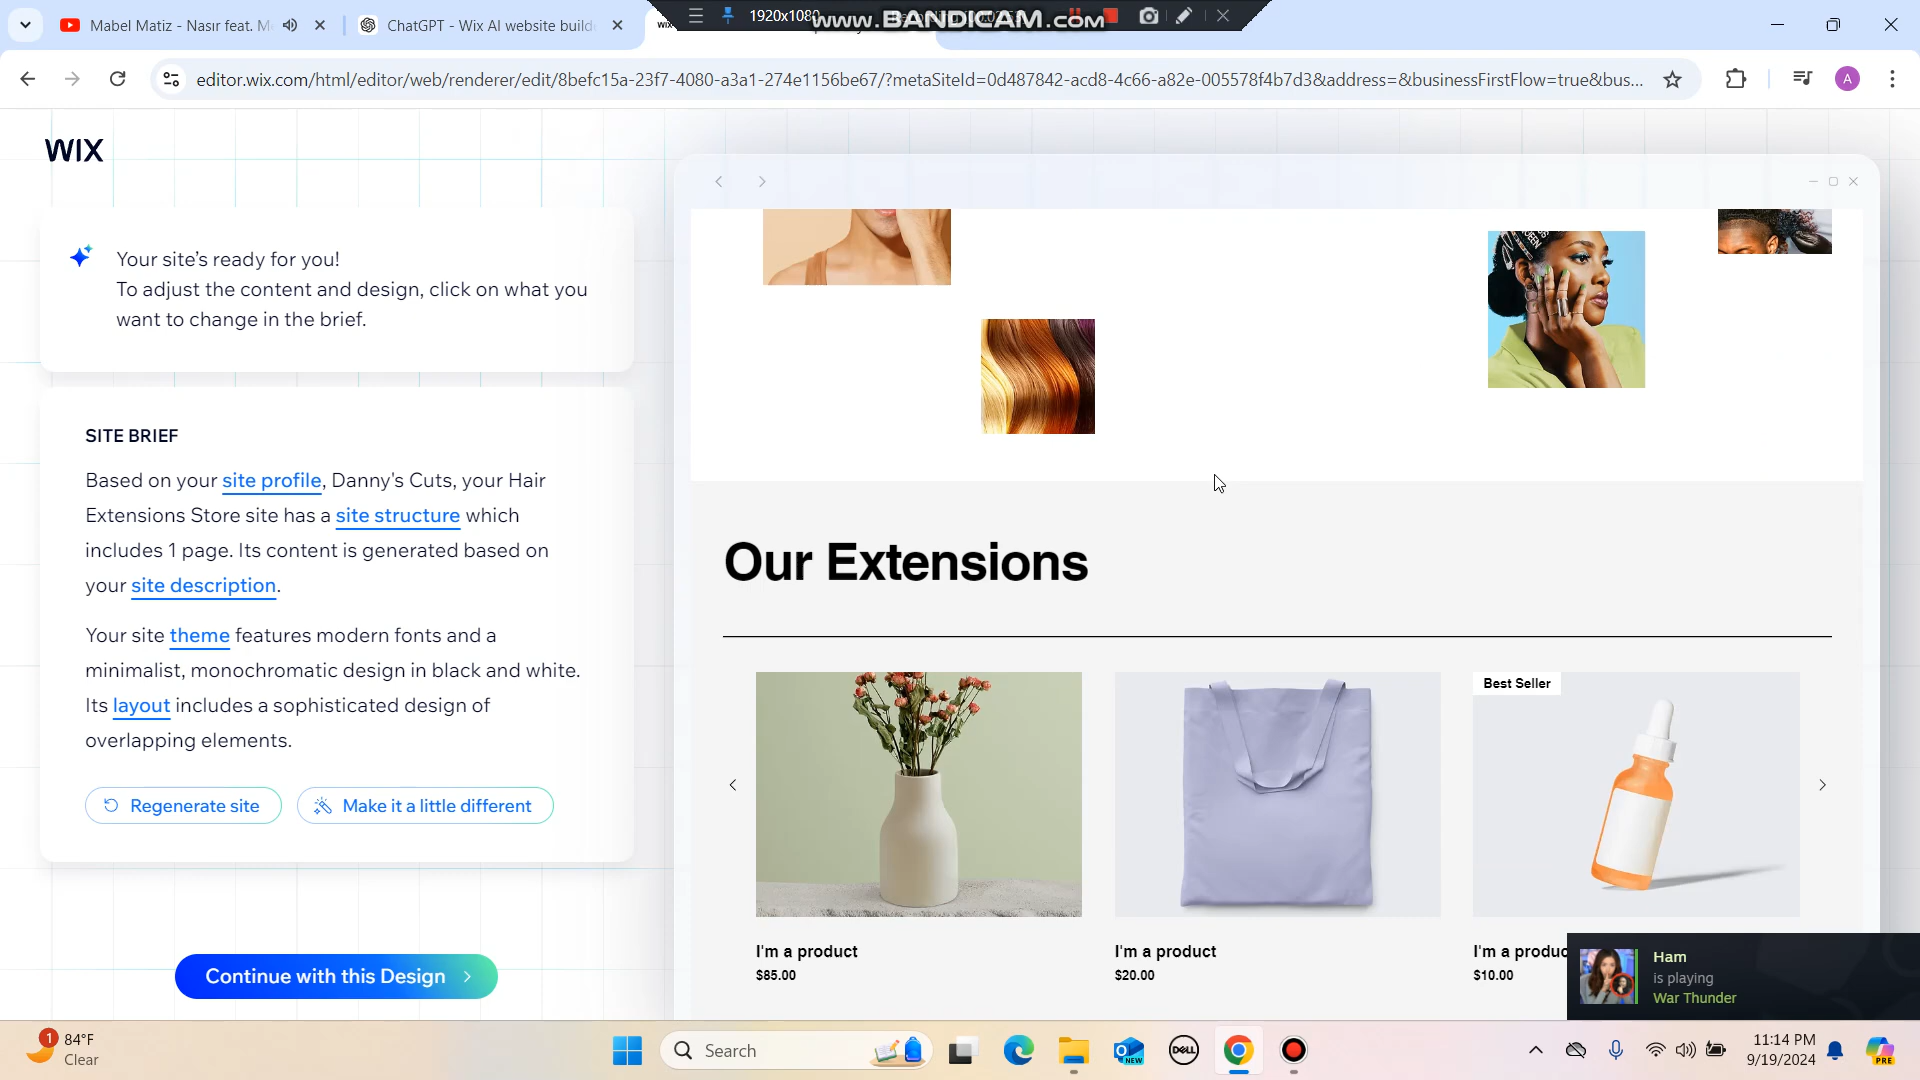 Mabel Matiz - Nasır feat. M
ChatGPT - Wix AI website builde
1920x1080
www.BANDICAM.com
editor.wix.com/html/editor/web/renderer/edit/8befc15a-23f7-4080-a3a1-274e1156be67/?metaSiteId=0d487842-acd8-4c66-a82e-005578f4b7d3&address=&businessFirstFlow=true&bus...
A
WIX
Your site's ready for you!
To adjust the content and design, click on what you
want to change in the brief.
SITE BRIEF
Based on your site profile, Danny's Cuts, your Hair
Extensions Store site has a site structure which
includes 1 page. Its content is generated based on
your site description.
Your site theme features modern fonts and a
minimalist, monochromatic design in black and white.
Its layout includes a sophisticated design of
overlapping elements.
Regenerate site
Make it a little different
Continue with this Design
Our Extensions
Best Seller
I'm a product
$85.00
I'm a product
$20.00
I'm a produc
$10.00
Ham
is playing
War Thunder
1
84°F
Clear
Search
NEW
DELL
11:14 PM
9/19/2024
PRE